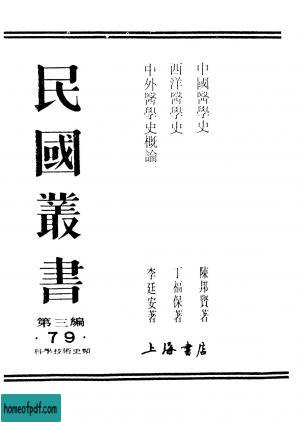 民國叢書
第三編
·79·
科學技術史類
中國醫學史
西洋醫學史
中外醫學史概論
陳邦賢著
丁福保著
李廷安著
上海書店
homeofpdf.com